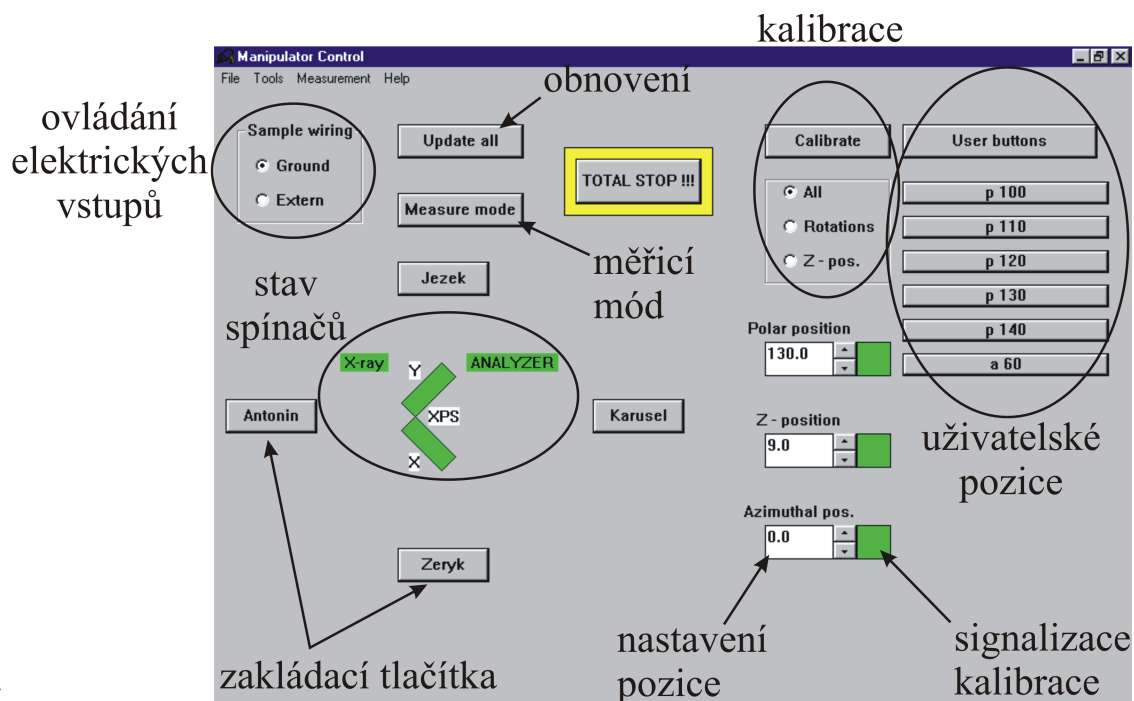 kalibrace
Manipulator Control
File Tools Measurement Help
obnovení
ovládání
elektrických
vstupů
Sample wiring
Ground
Extern
Update all
Measure mode
TOTAL STOP !!!
Calibrate
All
Rotations
Z - pos.
User buttons
p 100
p 110
p 120
p 130
p 140
a 60
měřicí
mód
Jezek
stav
spínačů
X-ray
Y
ANALYZER
XPS
X
Antonin
Karusel
Zeryk
Polar position
130.0
Z - position
9.0
Azimuthal pos.
0.0
uživatelské
pozice
zakládací tlačítka
nastavení
pozice
signalizace
kalibrace